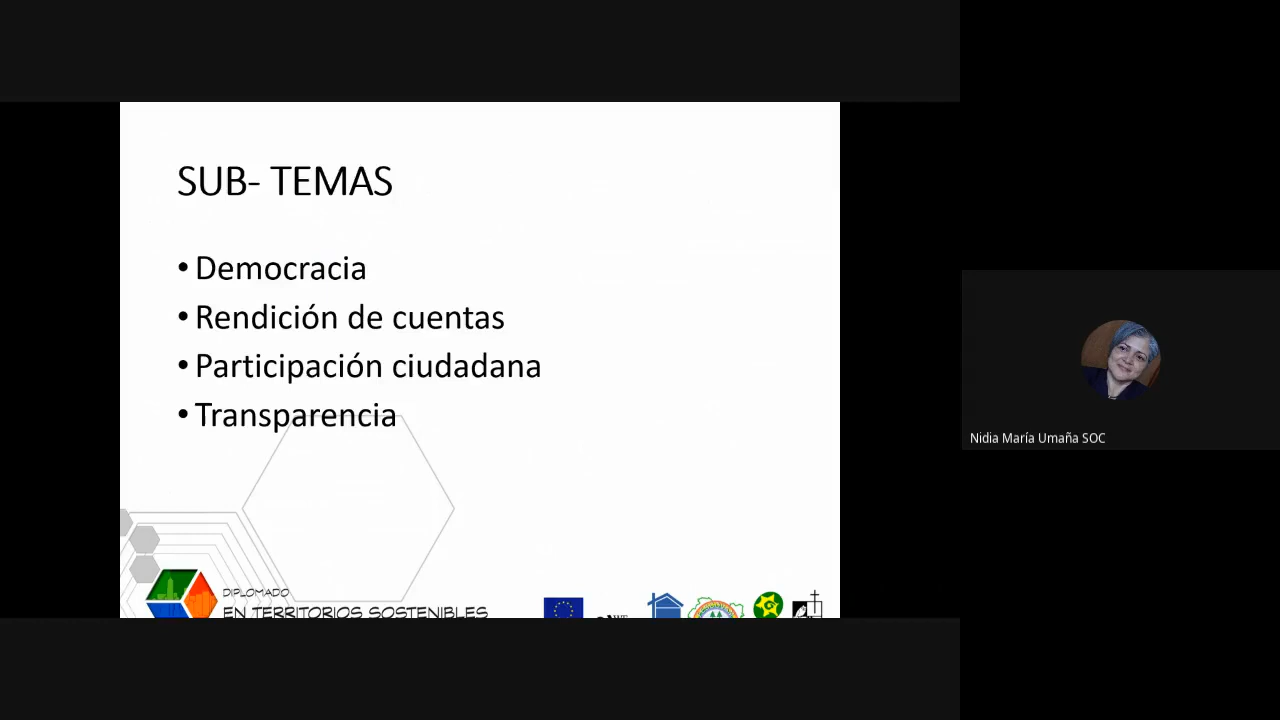 SUB- TEMAS
• Democracia
• Rendición de cuentas
• Participación ciudadana
• Transparencia
DIPLOMADO
EN TERRITORIOS SOSTENIBLES
Nidia María Umaña SOC